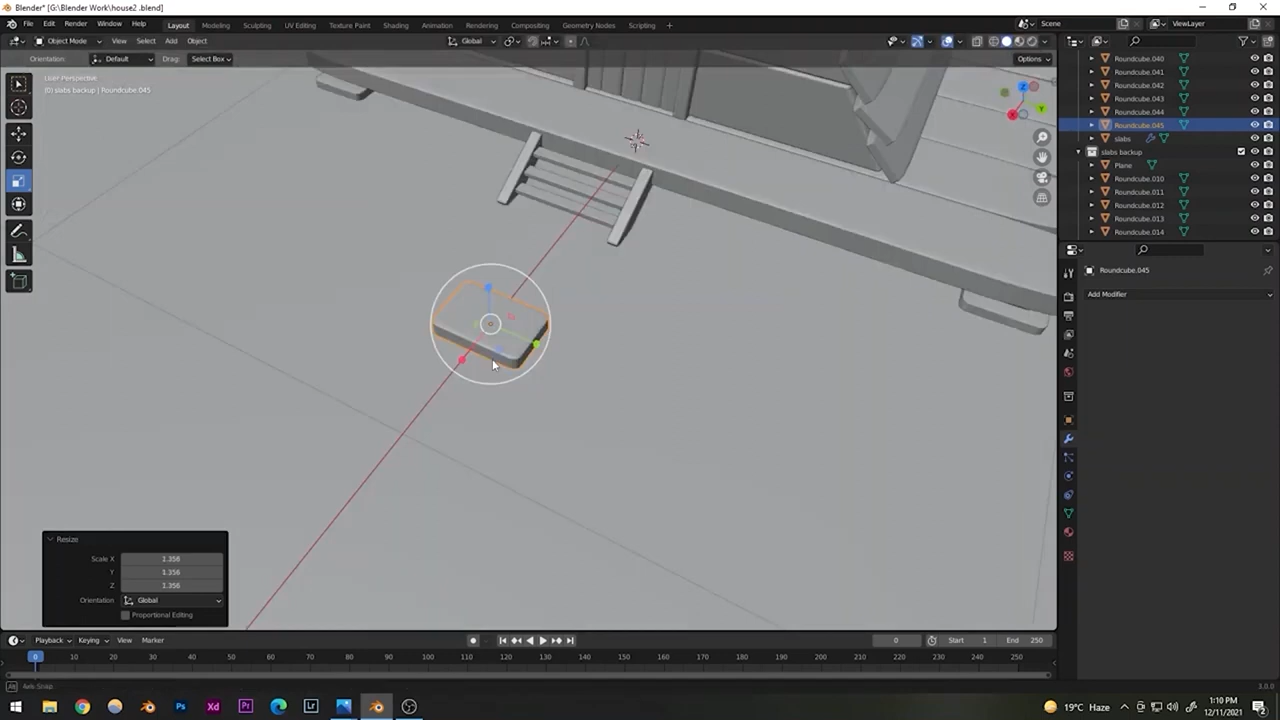 Blender* [G:\Blender Work\house2 .blend]
File Edit Render Window Help Layout Modeling Sculpting UV Editing Texture Paint Shading Animation Rendering Compositing Geometry Nodes Scripting Scene ViewLayer
Object Mode View Select Add Object Global
Orientation: Default Drag: Select Box Options
User Perspective
(0) slabs backup | Roundcube.045
Roundcube.040
Roundcube.041
Roundcube.042
Roundcube.043
Roundcube.044
Roundcube.045
slabs
slabs backup
Plane
Roundcube.010
Roundcube.011
Roundcube.012
Roundcube.013
Roundcube.014
Roundcube.045
Add Modifier
Resize
Scale X 1.356
Y 1.356
Z 1.356
Orientation Global
Proportional Editing
Playback Keying View Marker 0 Start 1 End 250
0 10 20 30 40 50 60 70 80 90 100 110 120 130 140 150 160 170 180 190 200 210 220 230 240 250
Axis Snap 3.0.0
19°C Haze 1:10 PM
12/11/2021